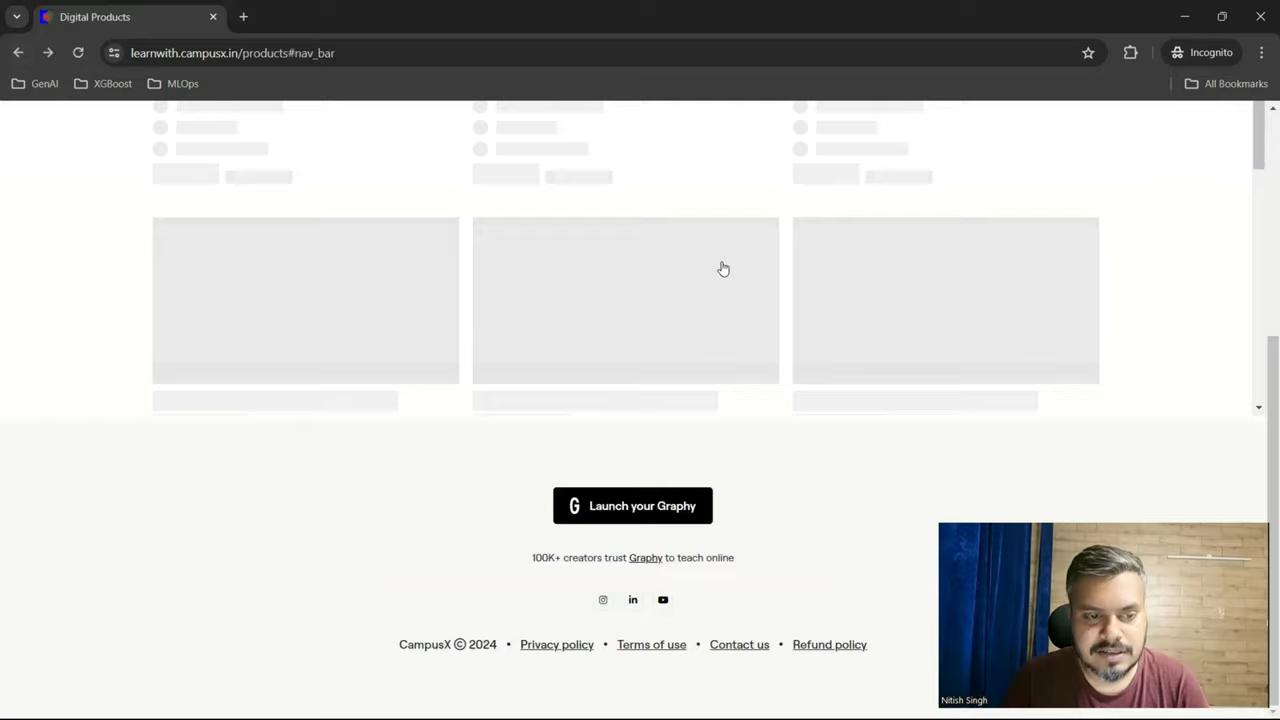 Digital Products
learnwith.campusx.in/products#nav_bar
Incognito
GenAI
XGBoost
MLOps
All Bookmarks
G Launch your Graphy
100K+ creators trust Graphy to teach online
in
CampusX © 2024 • Privacy policy • Terms of use • Contact us • Refund policy
Nitish Singh